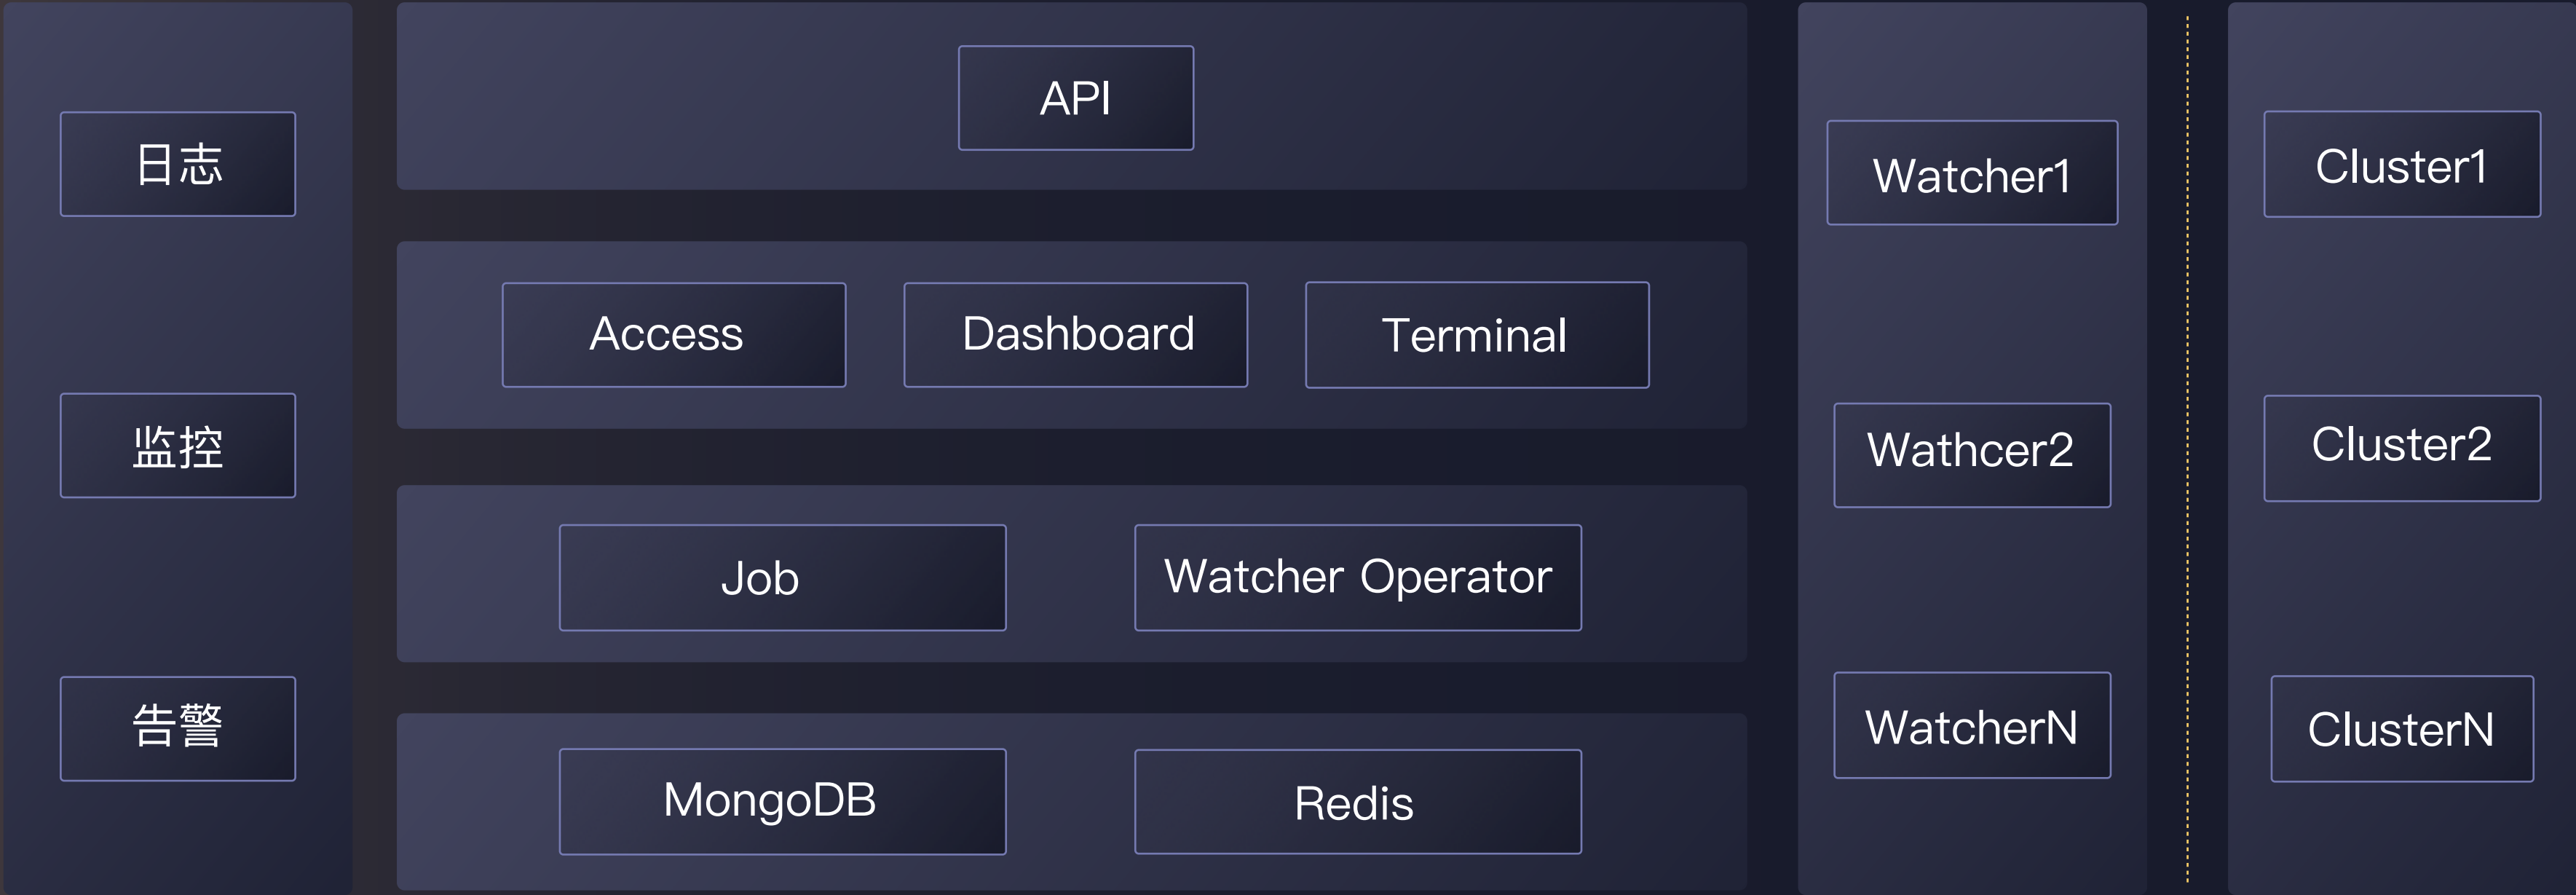 日志
监控
告警
API
Access
Dashboard
Terminal
Job
Watcher Operator
MongoDB
Redis
Watcher1
Wathcer2
WatcherN
Cluster1
Cluster2
ClusterN